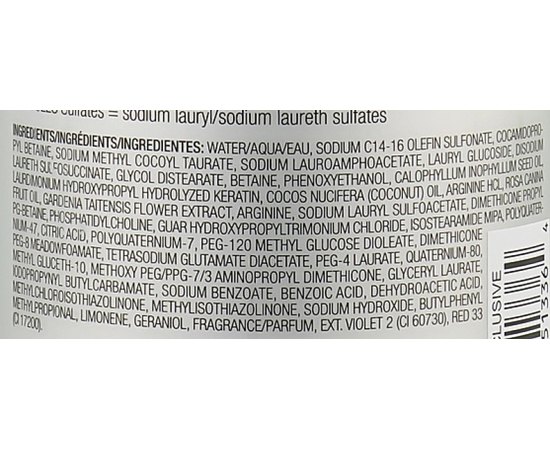 sulfates = sodium lauryl/sodium laureth sulfates
INGREDIENTS/INGRÉDIENTS/INGREDIENTES: WATER/AQUA/EAU, SODIUM C14-16 OLEFIN SULFONATE, COCAMIDOPRO-
PYL BETAINE, SODIUM METHYL COCOYL TAURATE, SODIUM LAUROAMPHOACETATE, LAURYL GLUCOSIDE, DISODIUM
LAURETH SULFOSUCCINATE, GLYCOL DISTEARATE, BETAINE, PHENOXYETHANOL, CALOPHYLLUM INOPHYLLUM SEED OIL,
LAURDIMONIUM HYDROXYPROPYL HYDROLYZED KERATIN, COCOS NUCIFERA (COCONUT) OIL, ARGININE HCL, ROSA CANINA
FRUIT OIL, GARDENIA TAITENSIS FLOWER EXTRACT, ARGININE, SODIUM LAURYL SULFOACETATE, DIMETHICONE PROPYL
PG-BETAINE, PHOSPHATIDYLCHOLINE, GUAR HYDROXYPROPYLTRIMONIUM CHLORIDE, ISOSTEARAMIDE MIPA, POLYQUATER-
NIUM-47, CITRIC ACID, POLYQUATERNIUM-7, PEG-120 METHYL GLUCOSE DIOLEATE, DIMETHICONE
PEG-8 MEADOWFOAMATE, TETRASODIUM GLUTAMATE DIACETATE, PEG-4 LAURATE, QUATERNIUM-80,
METHYL GLUCETH-10, METHOXY PEG/PPG-7/3 AMINOPROPYL DIMETHICONE, GLYCERYL LAURATE,
IODOPROPYNYL BUTYLCARBAMATE, SODIUM BENZOATE, BENZOIC ACID, DEHYDROACETIC ACID,
METHYLCHLOROISOTHIAZOLINONE, METHYLISOTHIAZOLINONE, SODIUM HYDROXIDE, BUTYLPHENYL
METHYLPROPIONAL, LIMONENE, GERANIOL, FRAGRANCE/PARFUM, EXT. VIOLET 2 (CI 60730), RED 33
(CI 17200).
CLUSIVE
51336 4